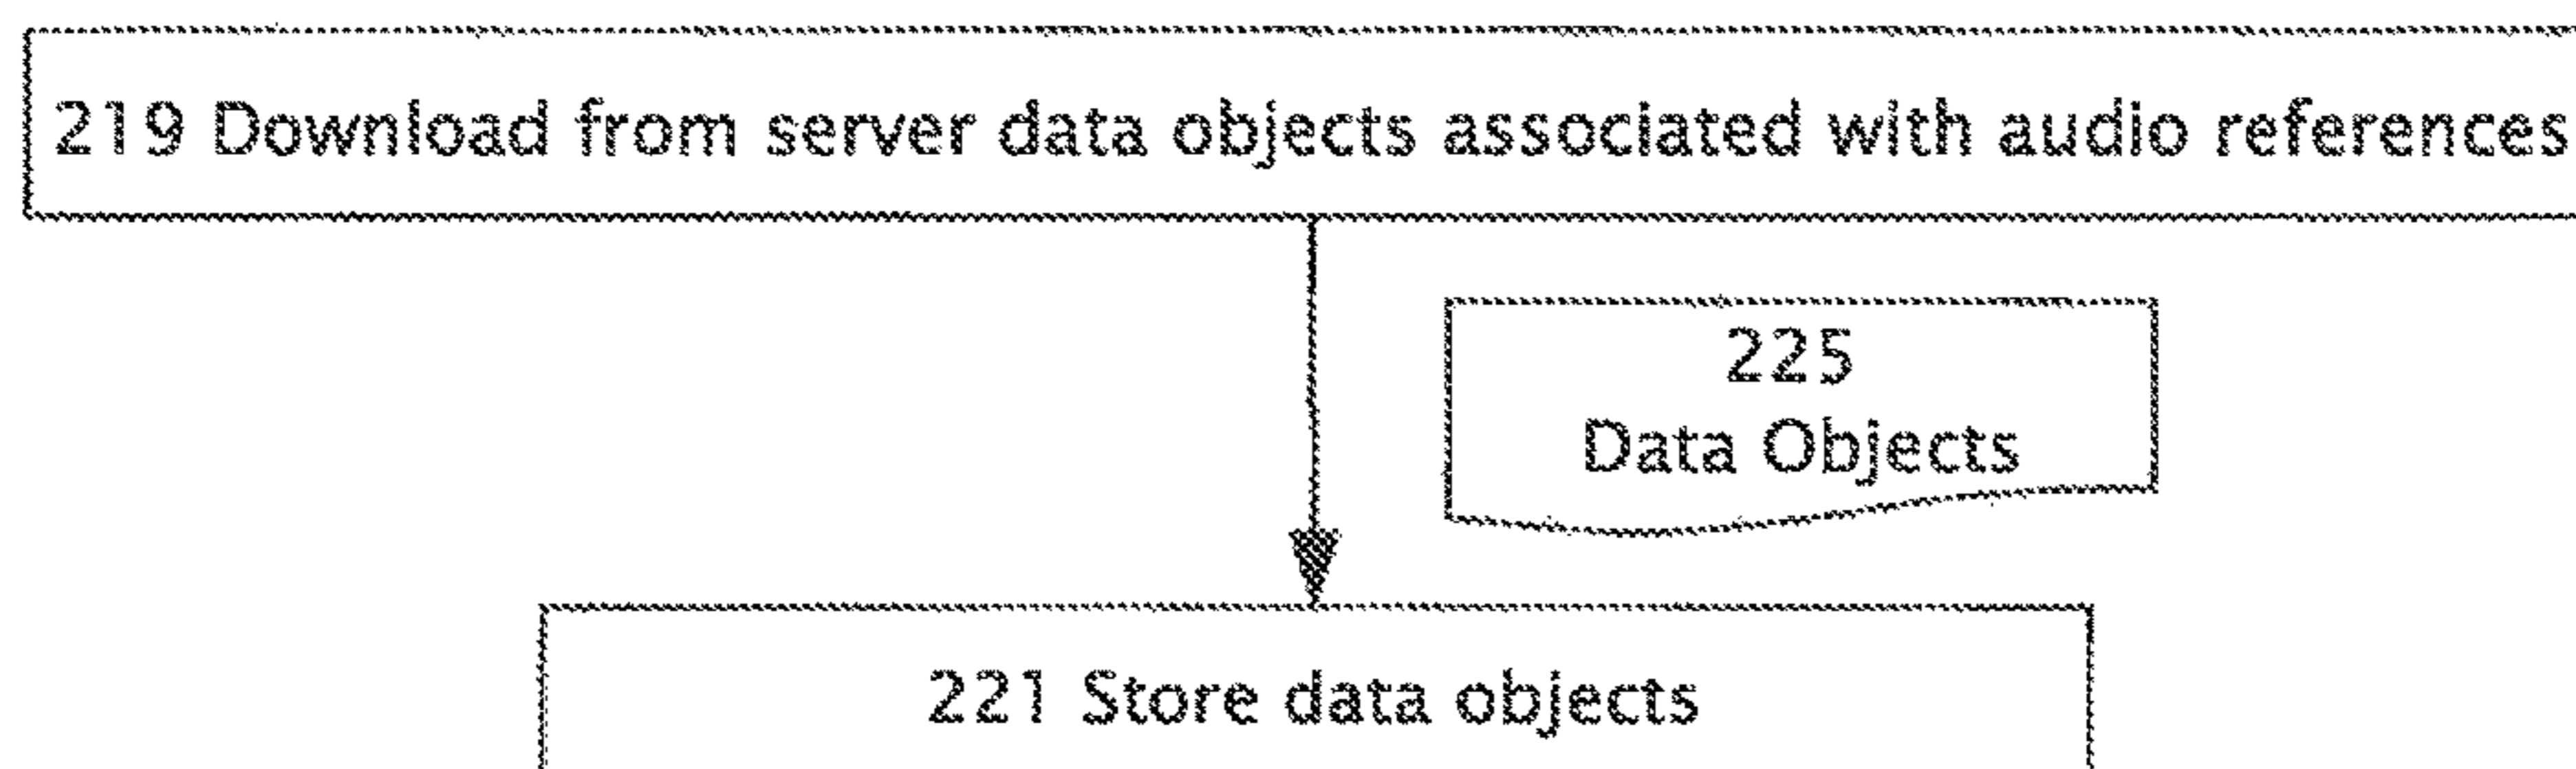 219 Download from server data objects associated with audio references
225
Data Objects
221 Store data objects